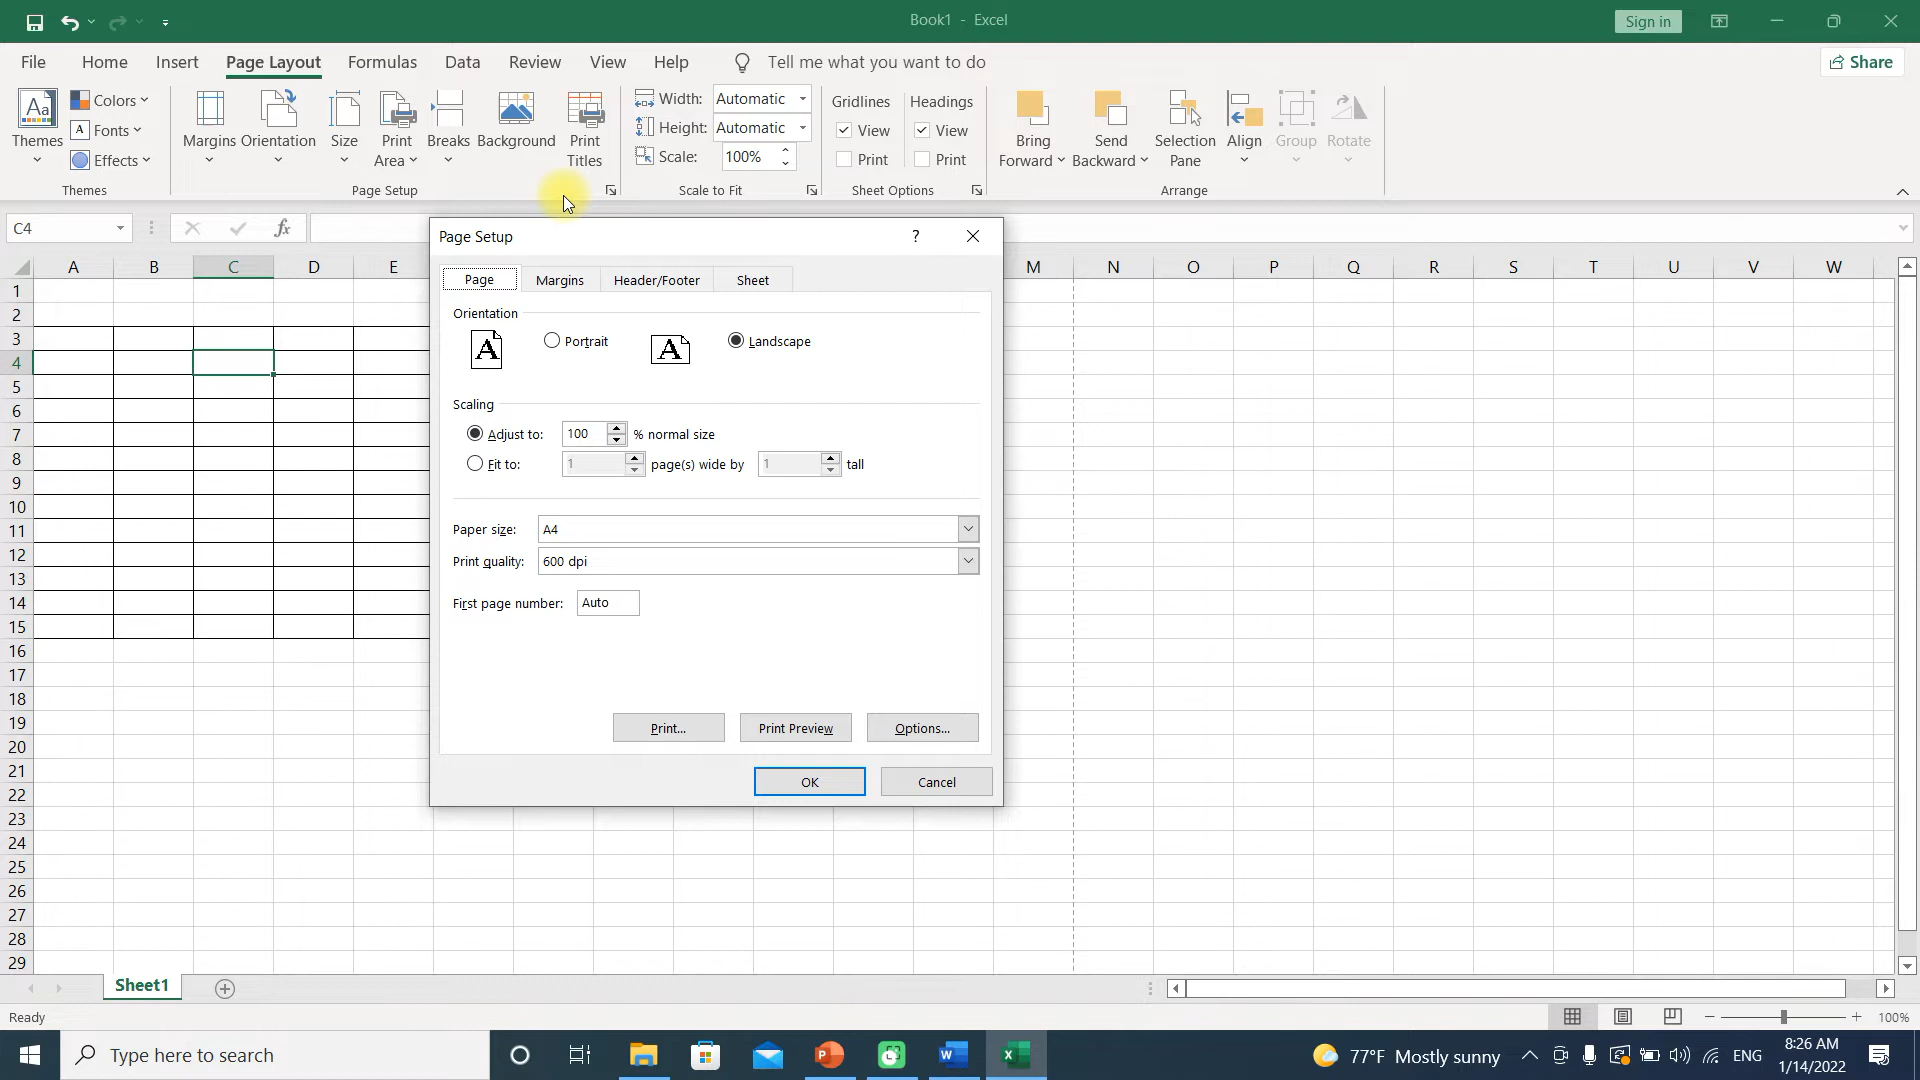 Book1 - Excel
Sign in
File Home Insert Page Layout Formulas Data Review View Help Tell me what you want to do Share
Aa Themes
Colors
Fonts
Effects
Themes
Margins Orientation Size Print Area Breaks Background Print Titles
Page Setup
Width: Automatic
Height: Automatic
Scale: 100%
Scale to Fit
Gridlines Headings
View View
Print Print
Sheet Options
Bring Forward Send Backward Selection Pane Align Group Rotate
Arrange
C4 fx
A B C D E M N O P Q R S T U V W
1
2
3
4
5
6
7
8
9
10
11
12
13
14
15
16
17
18
19
20
21
22
23
24
25
26
27
28
29
Page Setup ?
Page Margins Header/Footer Sheet
Orientation
A Portrait A Landscape
Scaling
Adjust to: 100 % normal size
Fit to: 1 page(s) wide by 1 tall
Paper size: A4
Print quality: 600 dpi
First page number: Auto
Print... Print Preview Options...
OK Cancel
Sheet1
Ready 100%
Type here to search
77°F Mostly sunny ENG
8:26 AM
1/14/2022